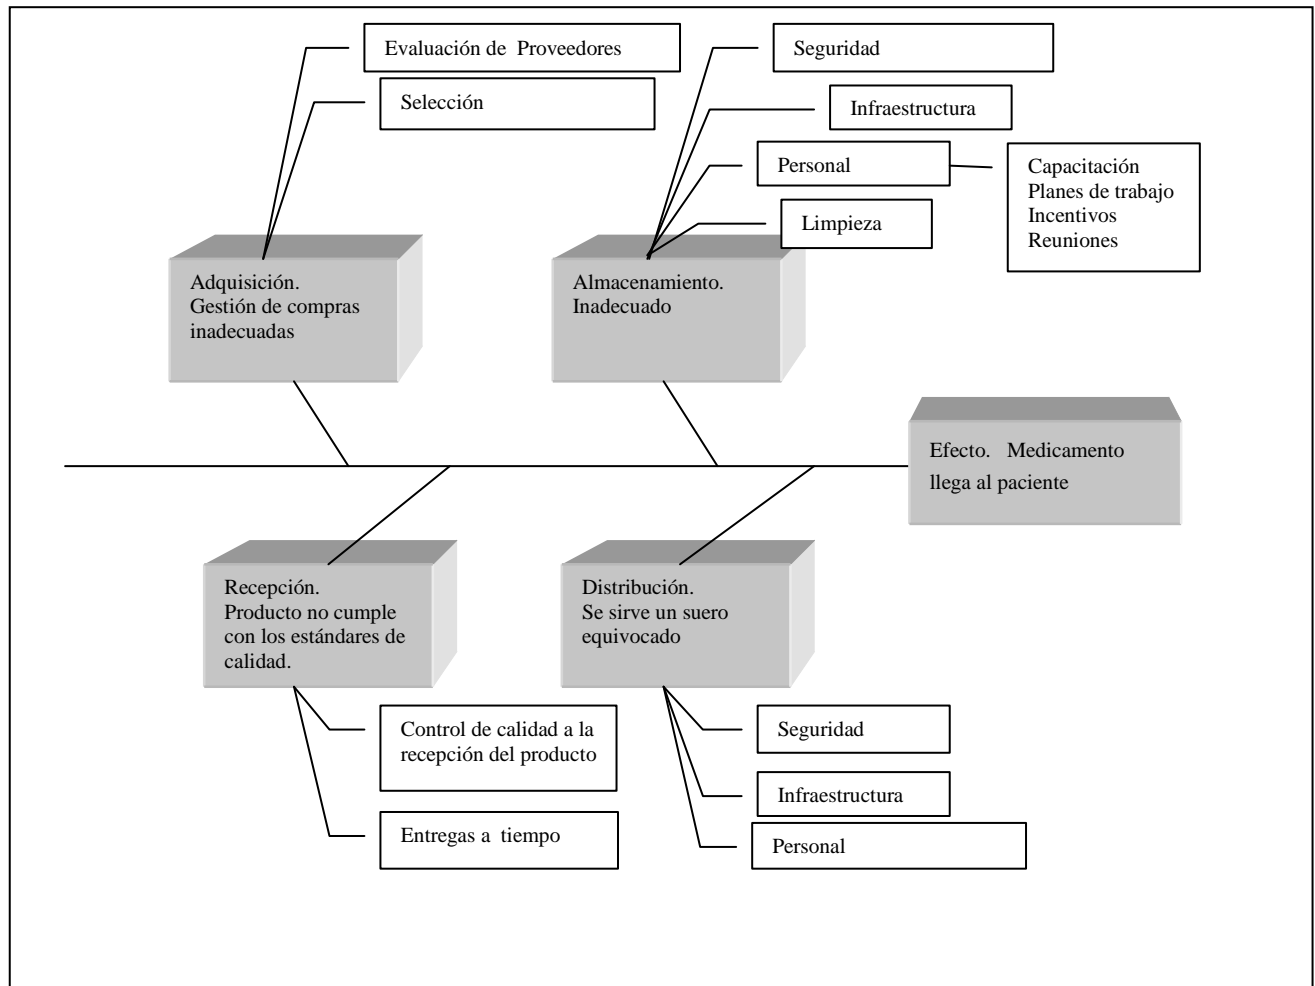 Evaluación de  Proveedores
Selección
Seguridad
Infraestructura
Personal
Capacitación
Planes de trabajo
Incentivos
Reuniones
Limpieza
Adquisición.
Gestión de compras
inadecuadas
Almacenamiento.
Inadecuado
Efecto.   Medicamento
llega al paciente
Recepción.
Producto no cumple
con los estándares de
calidad.
Distribución.
Se sirve un suero
equivocado
Control de calidad a la
recepción del producto
Entregas a  tiempo
Seguridad
Infraestructura
Personal